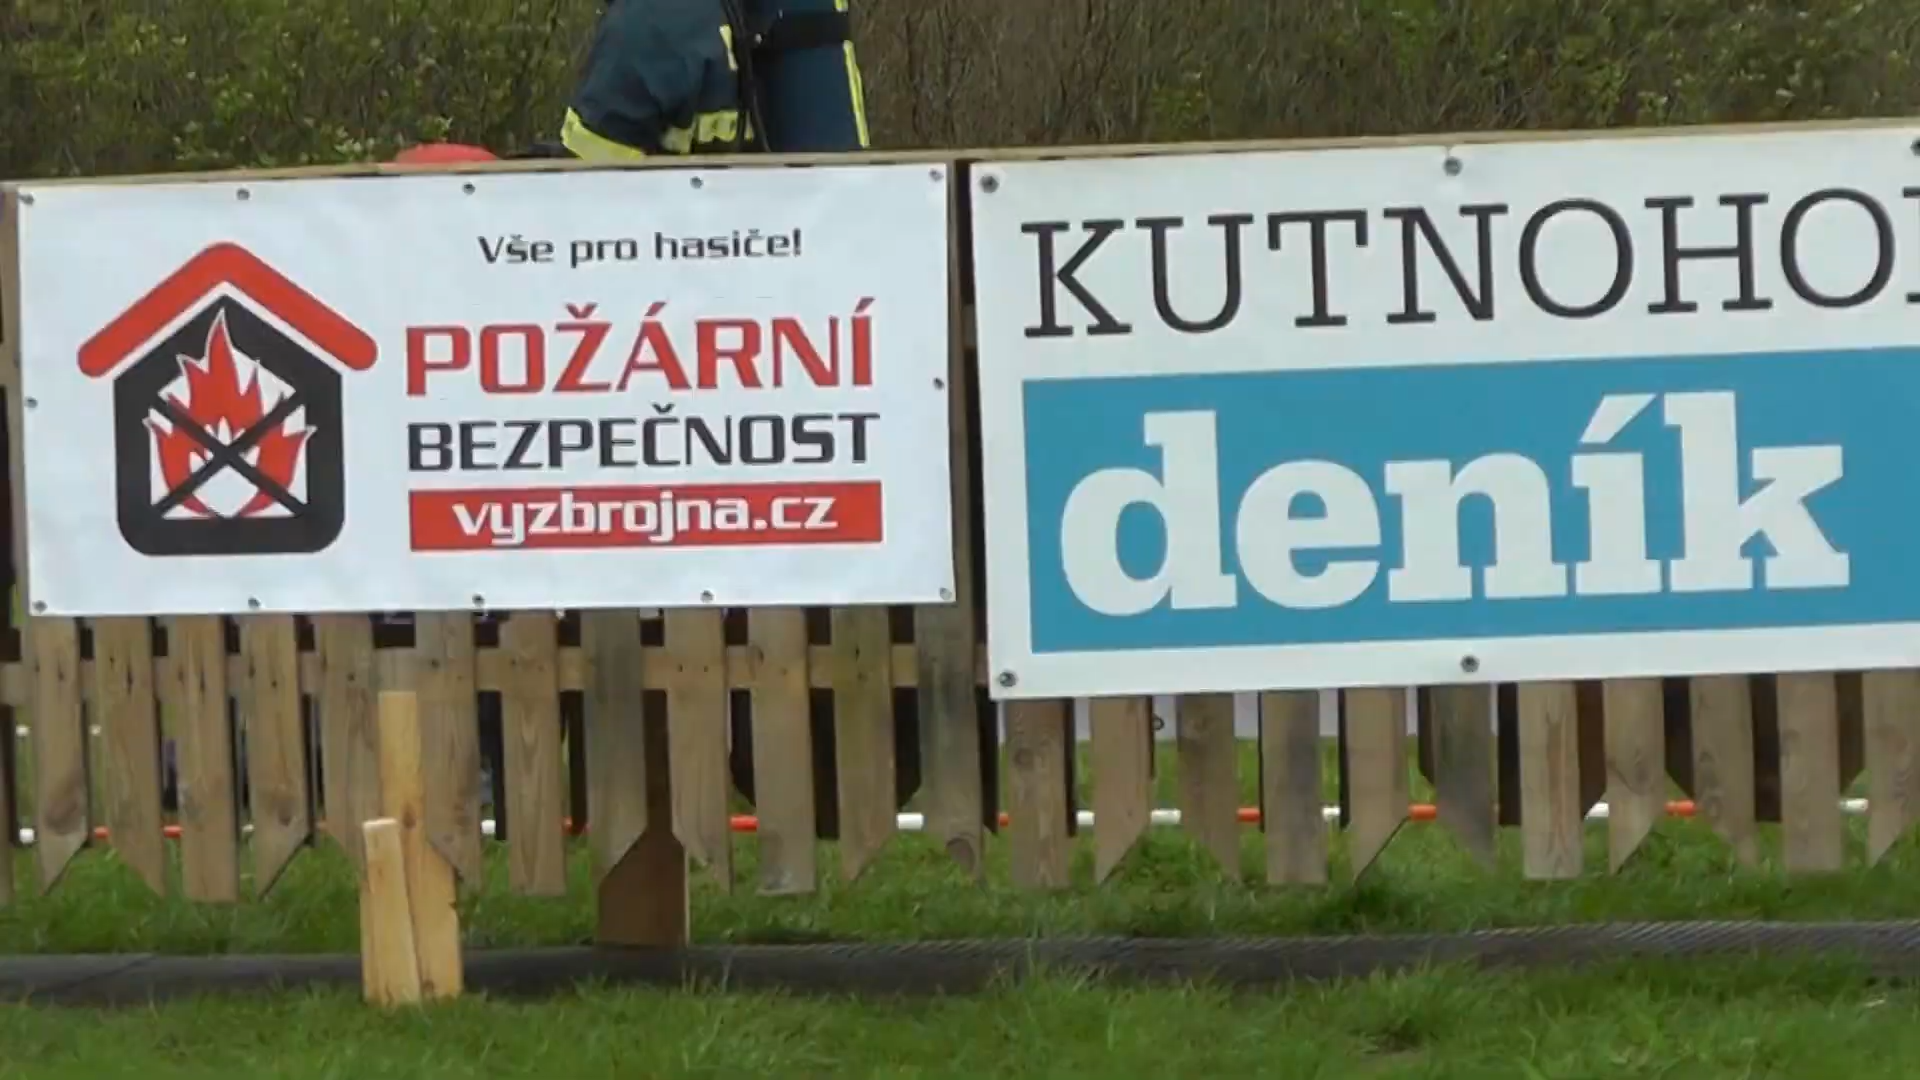 Vše pro hasiče!
POŽÁRNÍ
BEZPEČNOST
vyzbrojna.cz
KUTNOHO
deník